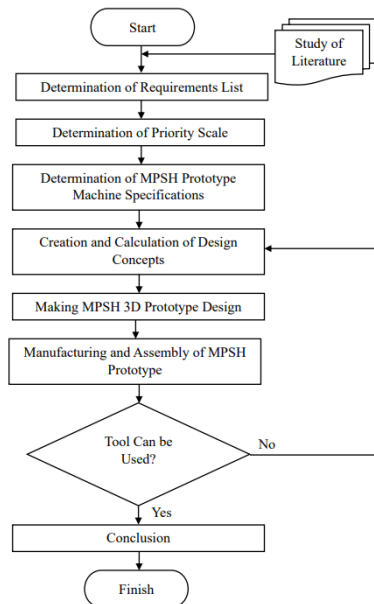 Start
Study of
Literature
Determination of Requirements List
Determination of Priority Scale
Determination of MPSH Prototype
Machine Specifications
Creation and Calculation of Design
Concepts
Making MPSH 3D Prototype Design
Manufacturing and Assembly of MPSH
Prototype
Tool Can be
Used?
No
Yes
Conclusion
Finish